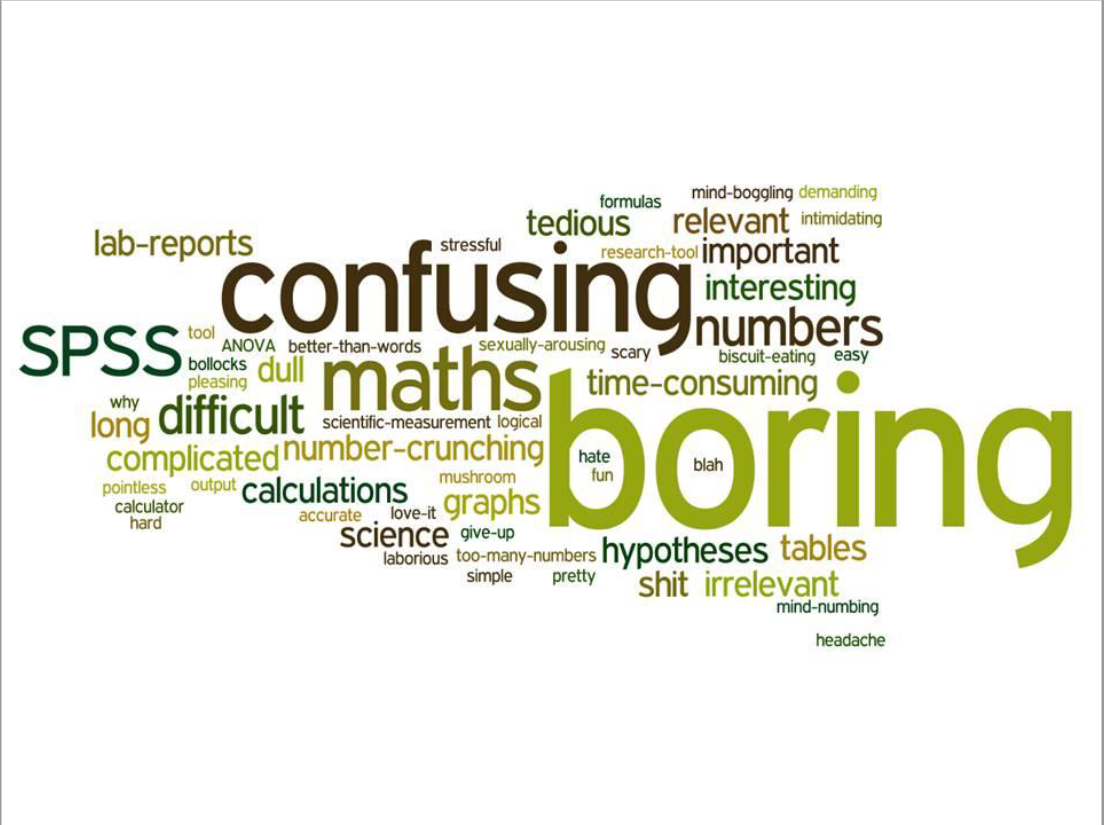 mind-boggling demanding
formulas
tedious relevant intimidating
lab-reports stressful research-tool important
confusing interesting
SPSS tool numbers
ANOVA better-than-words sexually-arousing scary biscuit-eating easy
bollocks dull maths time-consuming
pleasing
why
long difficult scientific-measurement logical boring
complicated number-crunching hate blah
fun
pointless output calculations mushroom
calculator graphs
hard accurate love-it
science give-up
laborious too-many-numbers hypotheses tables
simple pretty shit irrelevant
mind-numbing
headache